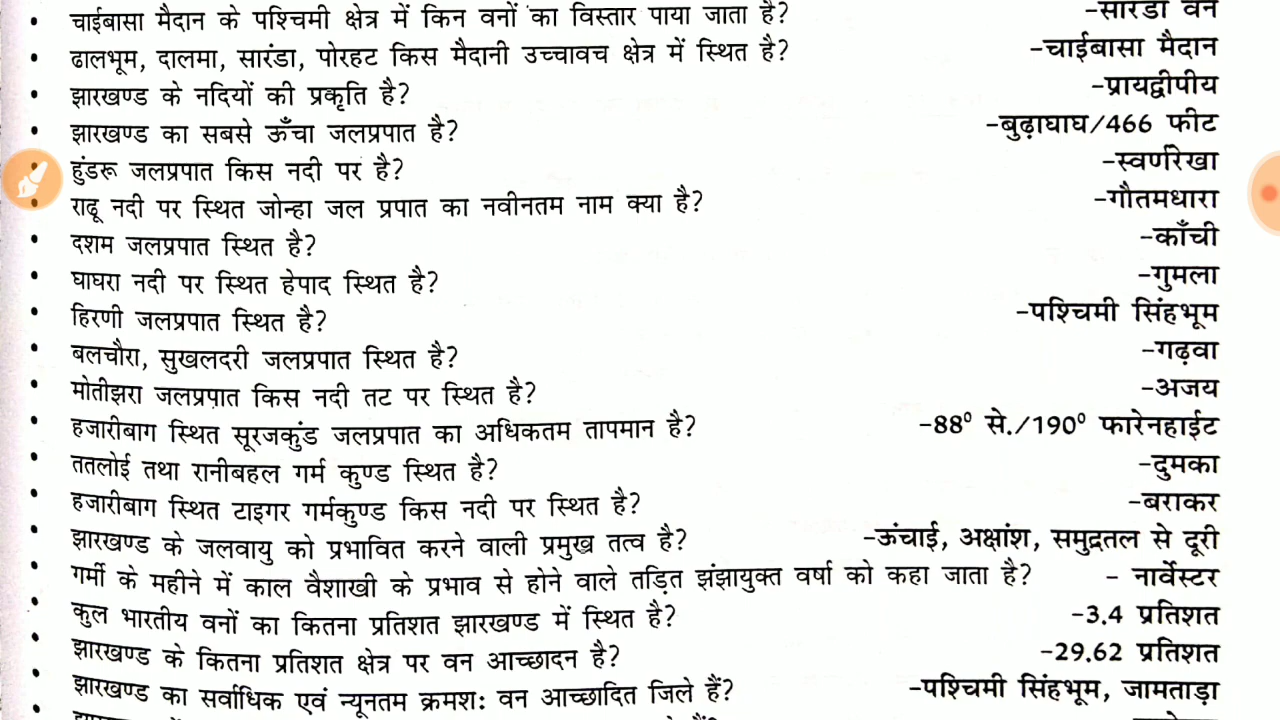 चाईबासा मैदान के पश्चिमी क्षेत्र में किन वनों का विस्तार पाया जाता है? -सारंडा वन
• ढालभूम, दालमा, सारंडा, पोरहट किस मैदानी उच्चावच क्षेत्र में स्थित है? -चाईबासा मैदान
• झारखण्ड के नदियों की प्रकृति है? -प्रायद्वीपीय
• झारखण्ड का सबसे ऊँचा जलप्रपात है? -बुढ़ाघाघ/466 फीट
• हुंडरू जलप्रपात किस नदी पर है? -स्वर्णरेखा
• राढू नदी पर स्थित जोन्हा जल प्रपात का नवीनतम नाम क्या है? -गौतमधारा
• दशम जलप्रपात स्थित है? -काँची
• घाघरा नदी पर स्थित हेपाद स्थित है? -गुमला
• हिरणी जलप्रपात स्थित है? -पश्चिमी सिंहभूम
• बलचौरा, सुखलदरी जलप्रपात स्थित है? -गढ़वा
• मोतीझरा जलप्रपात किस नदी तट पर स्थित है? -अजय
• हजारीबाग स्थित सूरजकुंड जलप्रपात का अधिकतम तापमान है? -88⁰ से./190⁰ फारेनहाईट
• ततलोई तथा रानीबहल गर्म कुण्ड स्थित है? -दुमका
• हजारीबाग स्थित टाइगर गर्मकुण्ड किस नदी पर स्थित है? -बराकर
• झारखण्ड के जलवायु को प्रभावित करने वाली प्रमुख तत्व है? -ऊंचाई, अक्षांश, समुद्रतल से दूरी
• गर्मी के महीने में काल वैशाखी के प्रभाव से होने वाले तड़ित झंझायुक्त वर्षा को कहा जाता है? - नार्वेस्टर
• कुल भारतीय वनों का कितना प्रतिशत झारखण्ड में स्थित है? -3.4 प्रतिशत
• झारखण्ड के कितना प्रतिशत क्षेत्र पर वन आच्छादन है? -29.62 प्रतिशत
• झारखण्ड का सर्वाधिक एवं न्यूनतम क्रमशः वन आच्छादित जिले हैं? -पश्चिमी सिंहभूम, जामताड़ा